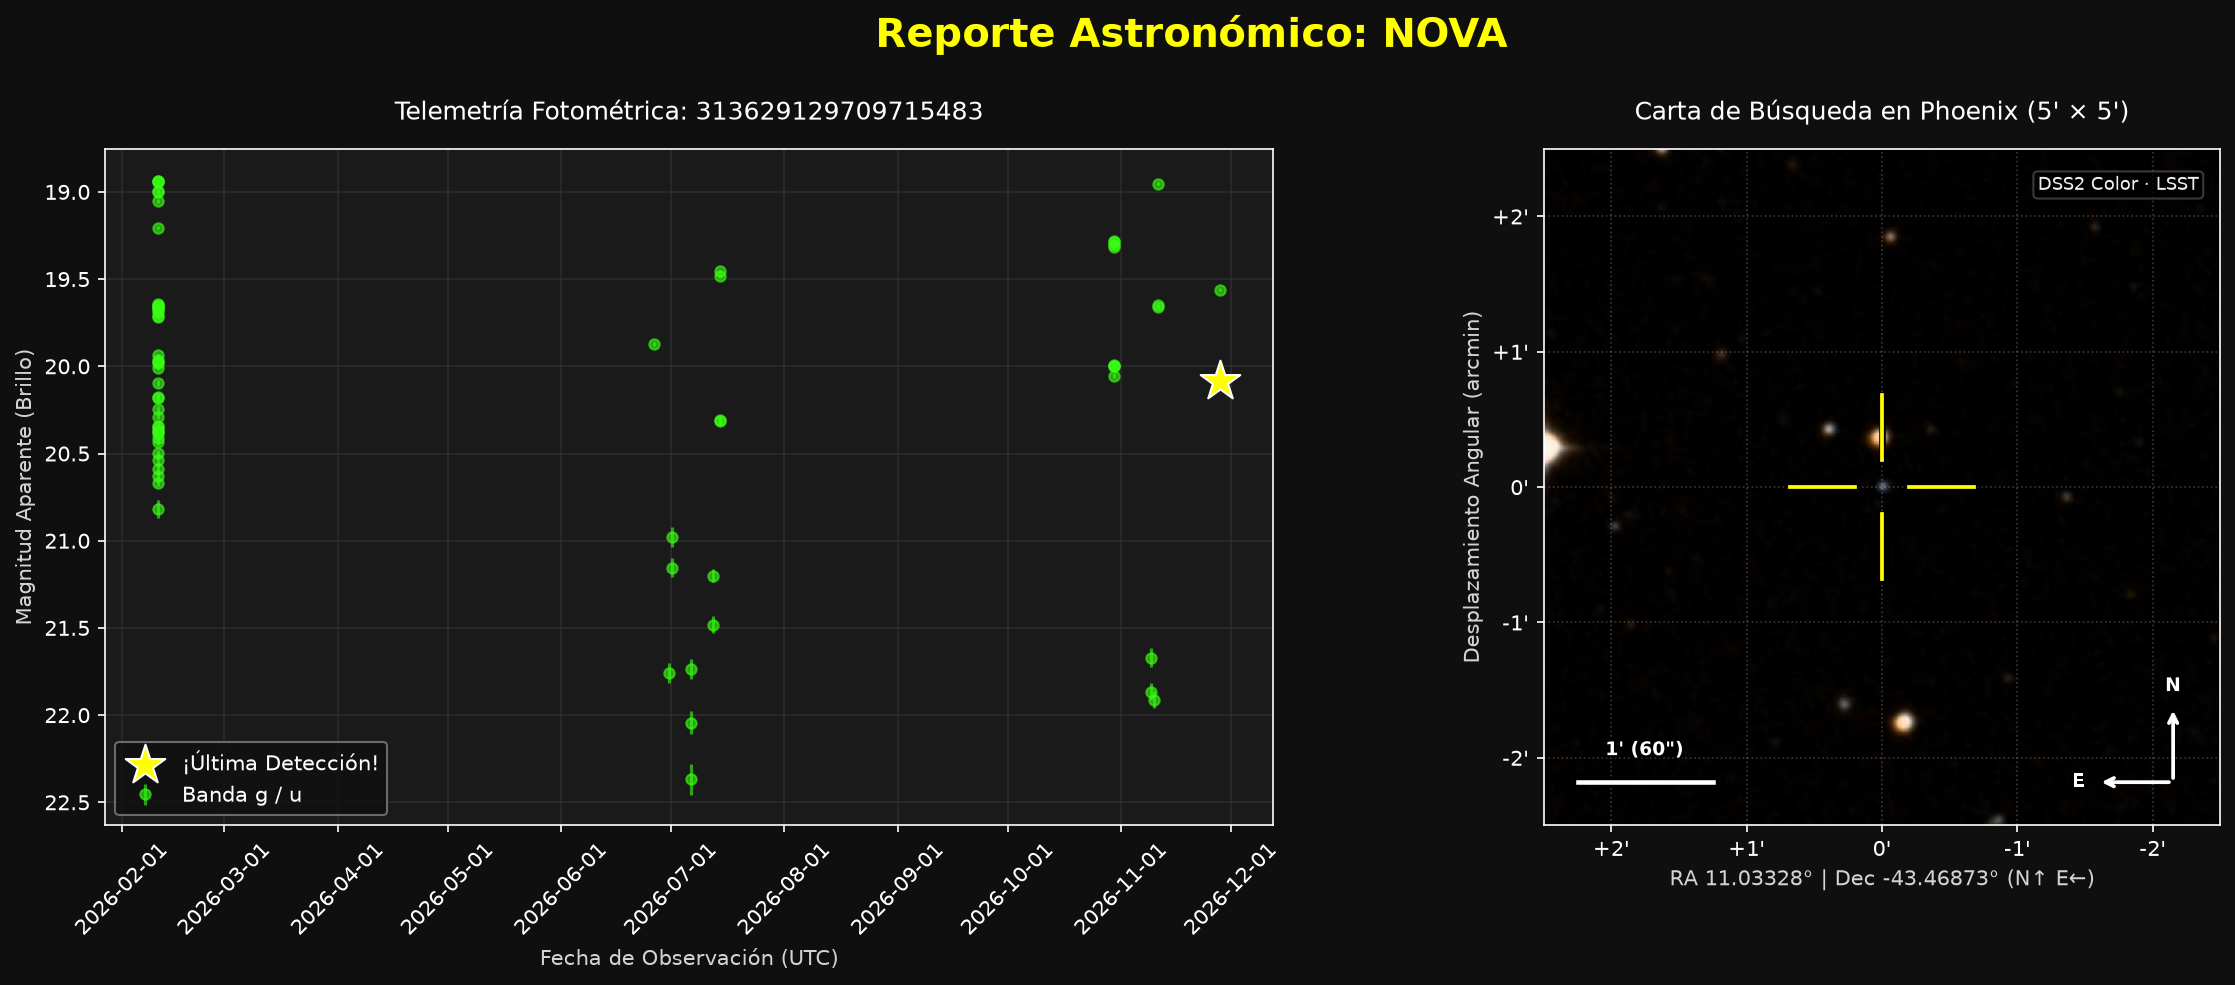 Reporte Astronómico: NOVA
Telemetría Fotométrica: 313629129709715483
Magnitud Aparente (Brillo)
19.0
19.5
20.0
20.5
21.0
21.5
22.0
22.5
¡Última Detección!
Banda g / u
2026-02-01
2026-03-01
2026-04-01
2026-05-01
2026-06-01
2026-07-01
2026-08-01
2026-09-01
2026-10-01
2026-11-01
2026-12-01
Fecha de Observación (UTC)
Carta de Búsqueda en Phoenix (5' × 5')
DSS2 Color · LSST
Desplazamiento Angular (arcmin)
+2'
+1'
0'
-1'
-2'
N
E
1' (60")
+2'
+1'
0'
-1'
-2'
RA 11.03328° | Dec -43.46873° (N↑ E←)